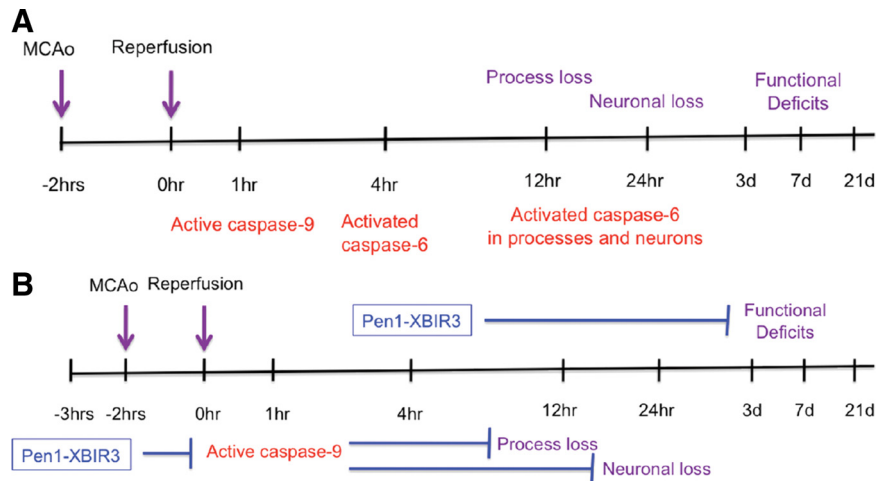 A
MCAo
Reperfusion
Process loss
Neuronal loss
Functional
Deficits
-2hrs 0hr 1hr 4hr 12hr 24hr 3d 7d 21d
Active caspase-9
Activated
caspase-6
Activated caspase-6
in processes and neurons
B
MCAo Reperfusion
Pen1-XBIR3
Functional
Deficits
-3hrs -2hrs 0hr 1hr 4hr 12hr 24hr 3d 7d 21d
Pen1-XBIR3
Active caspase-9
Process loss
Neuronal loss